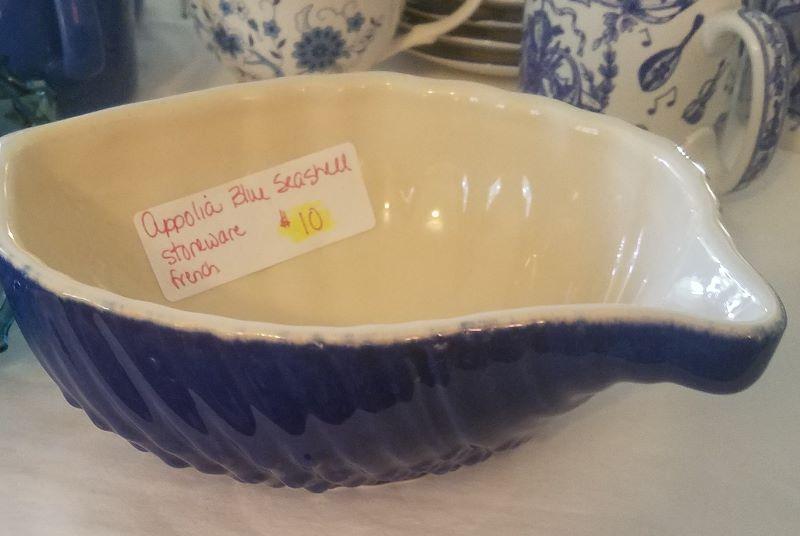 Appolia Blue Seashell
stoneware $10
french